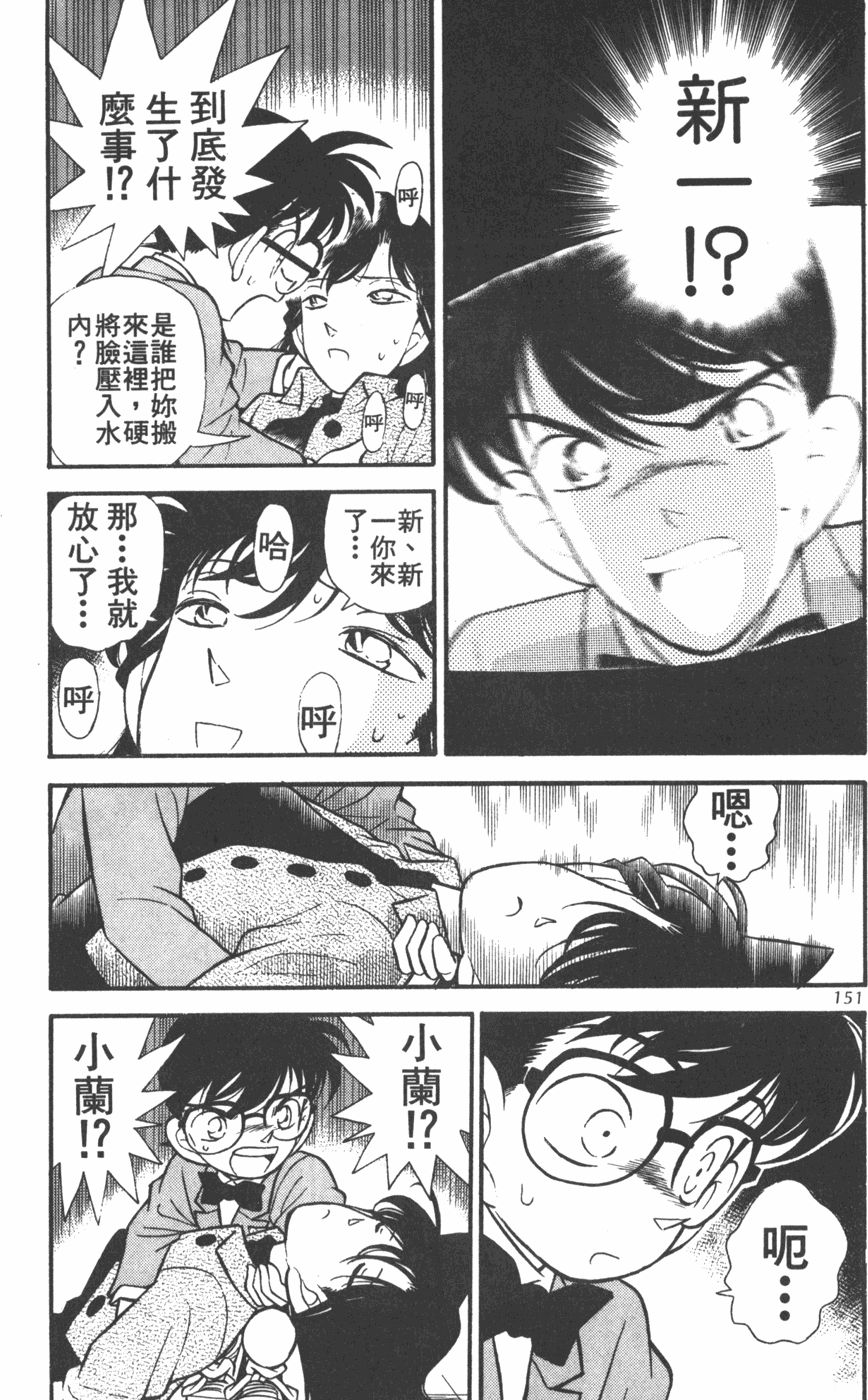 新一!?
到底發
生了什
麼事!?
呼
是誰把妳搬
來這裡，硬
將臉壓入水
內？
呼
呼
新、新
一你來
了…
哈
那…我就
放心了…
呼
呼
嗯…
151
呃…
小蘭!?
小蘭!?